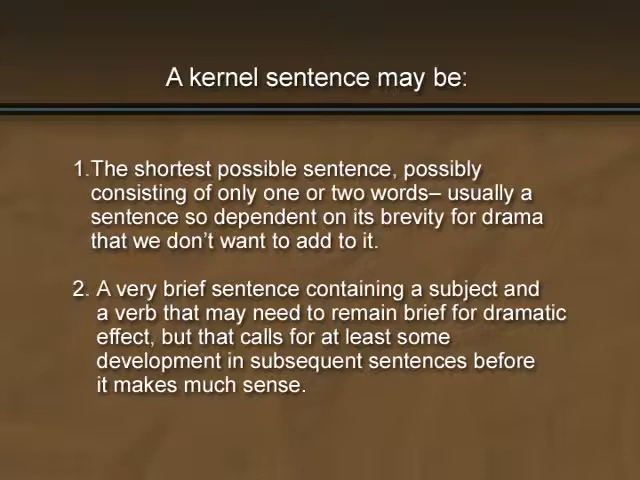 A kernel sentence may be:
1.The shortest possible sentence, possibly
consisting of only one or two words– usually a
sentence so dependent on its brevity for drama
that we don’t want to add to it.
2. A very brief sentence containing a subject and
a verb that may need to remain brief for dramatic
effect, but that calls for at least some
development in subsequent sentences before
it makes much sense.